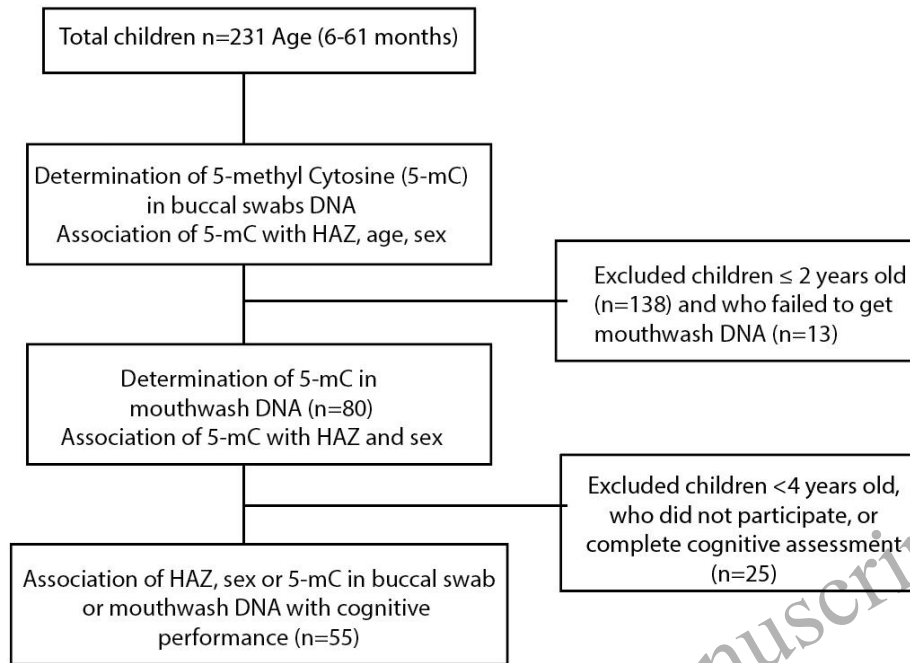 Total children n=231 Age (6-61 months)
Determination of 5-methyl Cytosine (5-mC)
in buccal swabs DNA
Association of 5-mC with HAZ, age, sex
Excluded children ≤ 2 years old
(n=138) and who failed to get
mouthwash DNA (n=13)
Determination of 5-mC in
mouthwash DNA (n=80)
Association of 5-mC with HAZ and sex
Excluded children <4 years old,
who did not participate, or
complete cognitive assessment
(n=25)
Association of HAZ, sex or 5-mC in buccal swab
or mouthwash DNA with cognitive
performance (n=55)